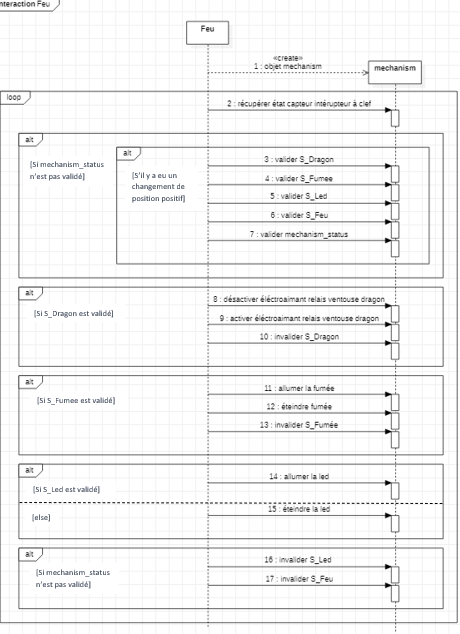 interaction Feu
Feu
«create»
1 : objet mechanism
mechanism
loop
2 : récupérer état capteur intérupteur à clef
alt
[Si mechanism_status
n'est pas validé]
alt
[S'il y a eu un
changement de
position positif]
3 : valider S_Dragon
4 : valider S_Fumee
5 : valider S_Led
6 : valider S_Feu
7 : valider mechanism_status
alt
[Si S_Dragon est validé]
8 : désactiver éléctroaimant relais ventouse dragon
9 : activer éléctroaimant relais ventouse dragon
10 : invalider S_Dragon
alt
[Si S_Fumee est validé]
11 : allumer la fumée
12 : éteindre fumée
13 : invalider S_Fumée
alt
[Si S_Led est validé]
14 : allumer la led
[else]
15 : éteindre la led
alt
[Si mechanism_status
n'est pas validé]
16 : invalider S_Led
17 : invalider S_Feu